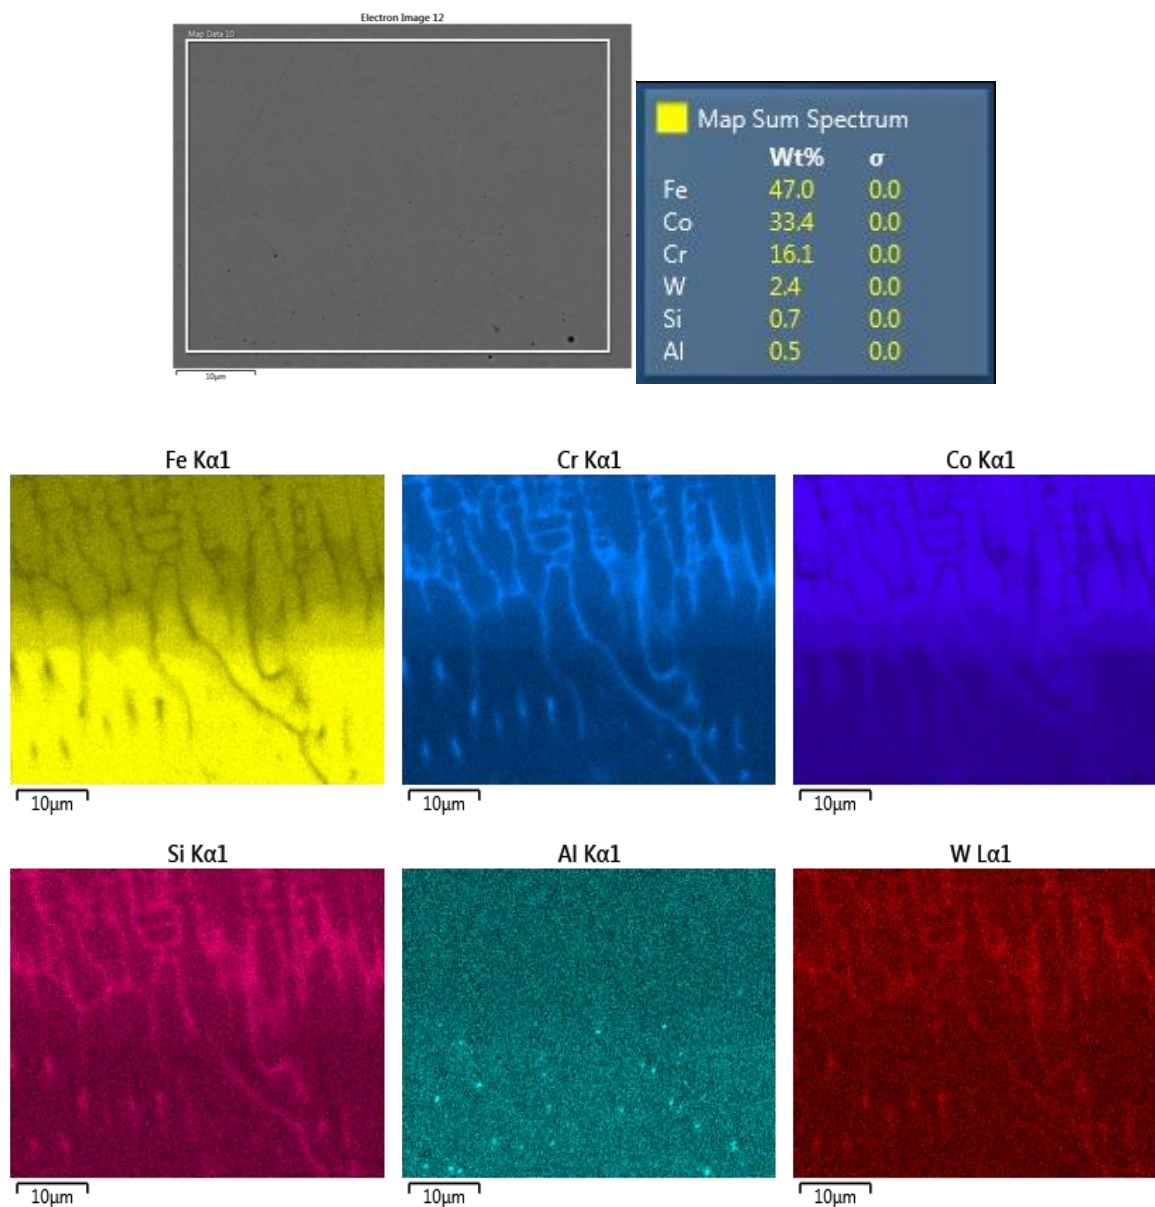 Electron Image 12
Map Data 10
10µm
Map Sum Spectrum
Wt% σ
Fe 47.0 0.0
Co 33.4 0.0
Cr 16.1 0.0
W 2.4 0.0
Si 0.7 0.0
Al 0.5 0.0
Fe Kα1 Cr Kα1 Co Kα1
10µm 10µm 10µm
Si Kα1 Al Kα1 W Lα1
10µm 10µm 10µm